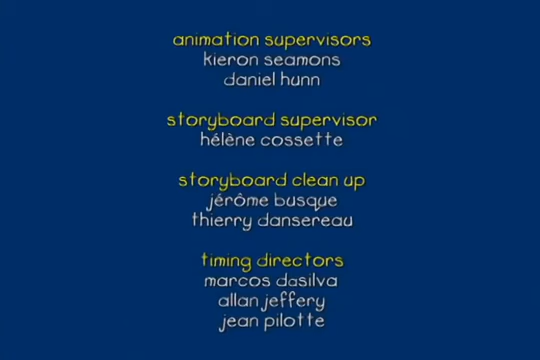 animation supervisors
kieron seamons
daniel hunn
storyboard supervisor
hélène cossette
storyboard clean up
jérôme busque
thierry dansereau
timing directors
marcos dasilva
allan jeffery
jean pilotte